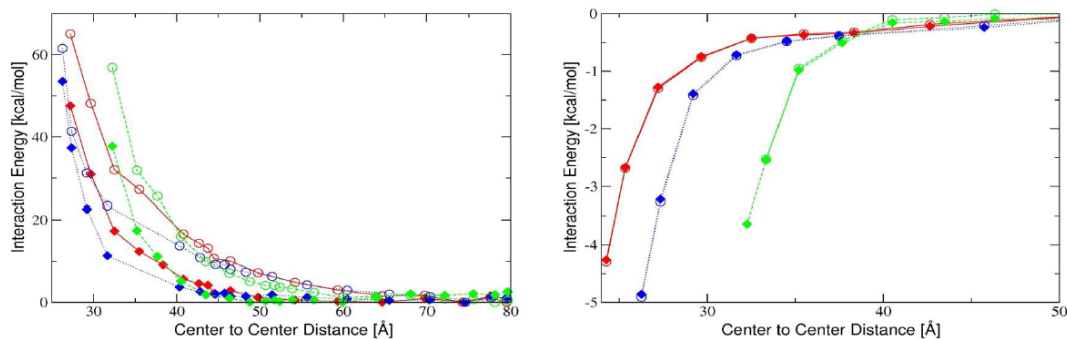 60
40
20
0
Interaction Energy [kcal/mol]
30 40 50 60 70 80
Center to Center Distance [Å]
0
-1
-2
-3
-4
-5
Interaction Energy [kcal/mol]
30 40 50
Center to Center Distance [Å]